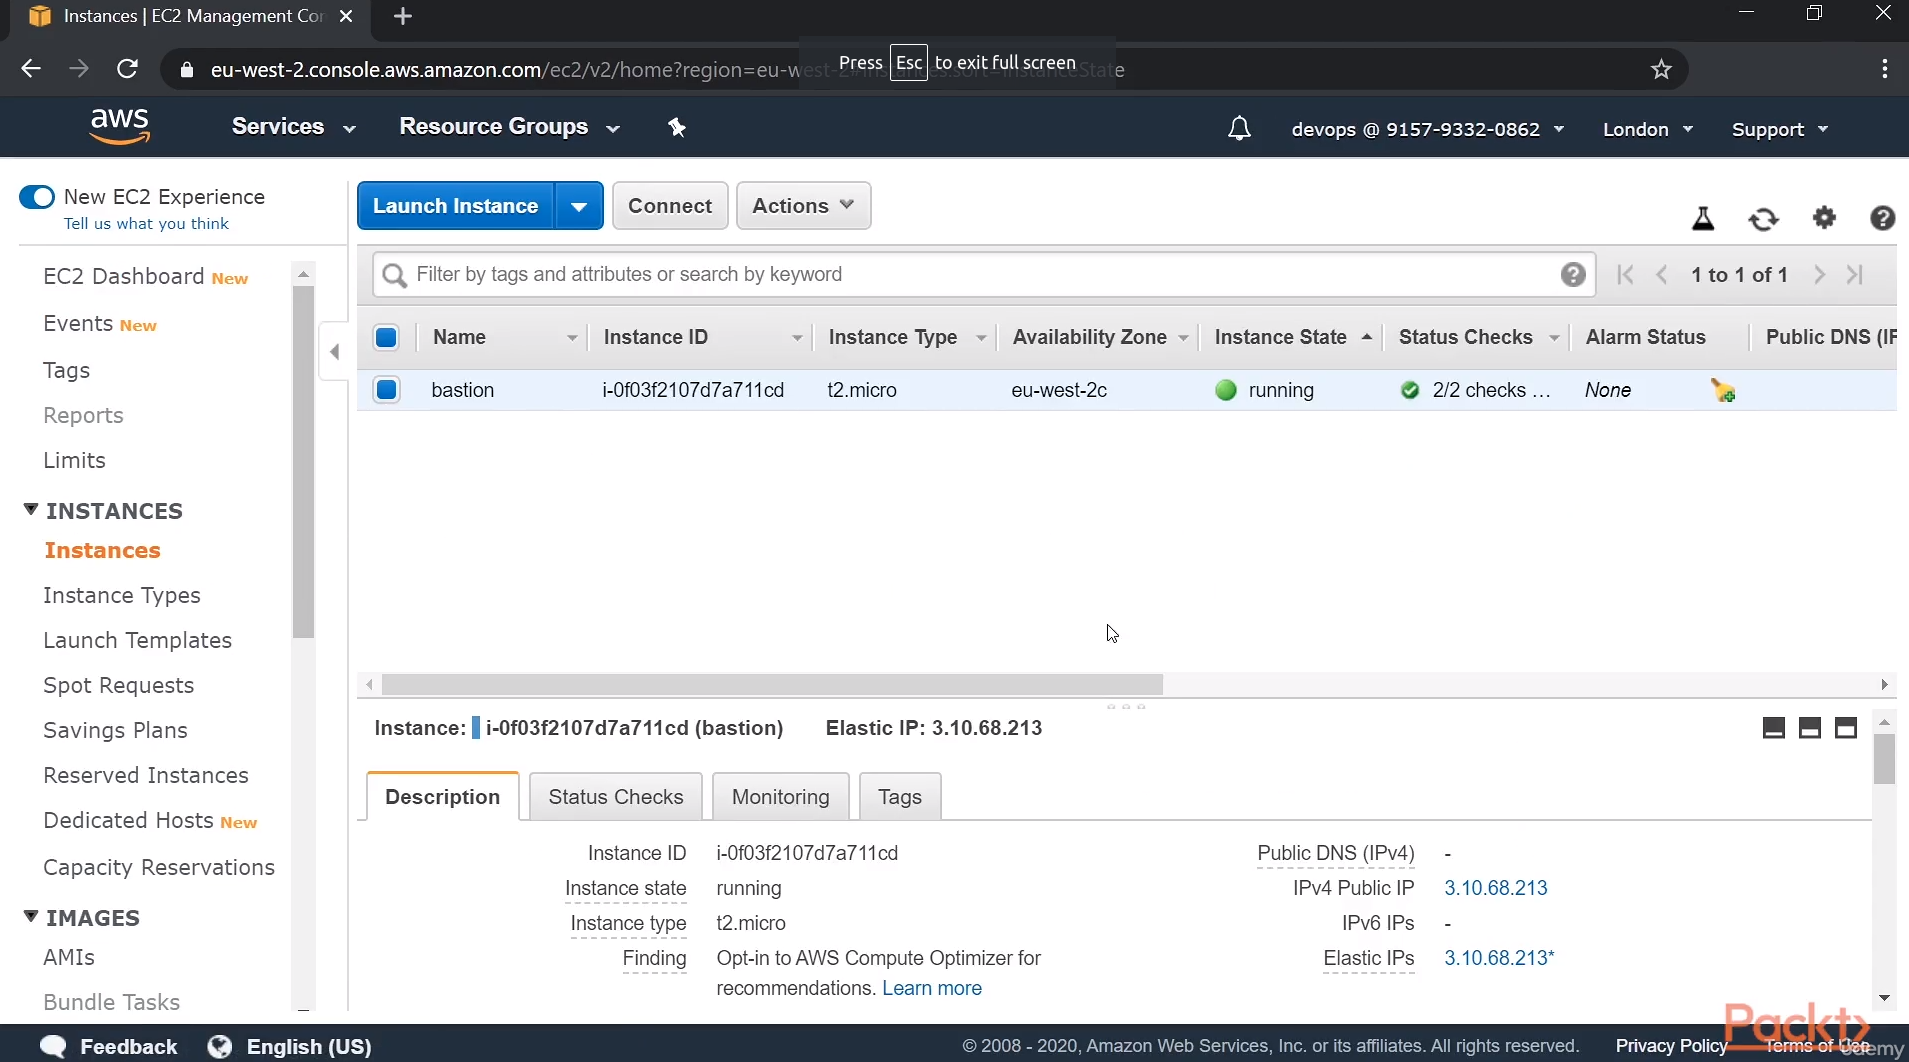 Instances | EC2 Management Con
eu-west-2.console.aws.amazon.com/ec2/v2/home?region=eu-west-2#Instances:sort=instanceState
Press Esc to exit full screen
aws Services Resource Groups devops @ 9157-9332-0862 London Support
New EC2 Experience
Tell us what you think
Launch Instance Connect Actions
Filter by tags and attributes or search by keyword 1 to 1 of 1
Name Instance ID Instance Type Availability Zone Instance State Status Checks Alarm Status Public DNS (IP
bastion i-0f03f2107d7a711cd t2.micro eu-west-2c running 2/2 checks ... None
EC2 Dashboard New
Events New
Tags
Reports
Limits
INSTANCES
Instances
Instance Types
Launch Templates
Spot Requests
Savings Plans
Reserved Instances
Dedicated Hosts New
Capacity Reservations
IMAGES
AMIs
Bundle Tasks
Instance: i-0f03f2107d7a711cd (bastion) Elastic IP: 3.10.68.213
Description Status Checks Monitoring Tags
Instance ID i-0f03f2107d7a711cd Public DNS (IPv4) -
Instance state running IPv4 Public IP 3.10.68.213
Instance type t2.micro IPv6 IPs -
Finding Opt-in to AWS Compute Optimizer for Elastic IPs 3.10.68.213*
recommendations. Learn more
Packt>
Feedback English (US) © 2008 - 2020, Amazon Web Services, Inc. or its affiliates. All rights reserved. Privacy Policy Terms of Use
udemy